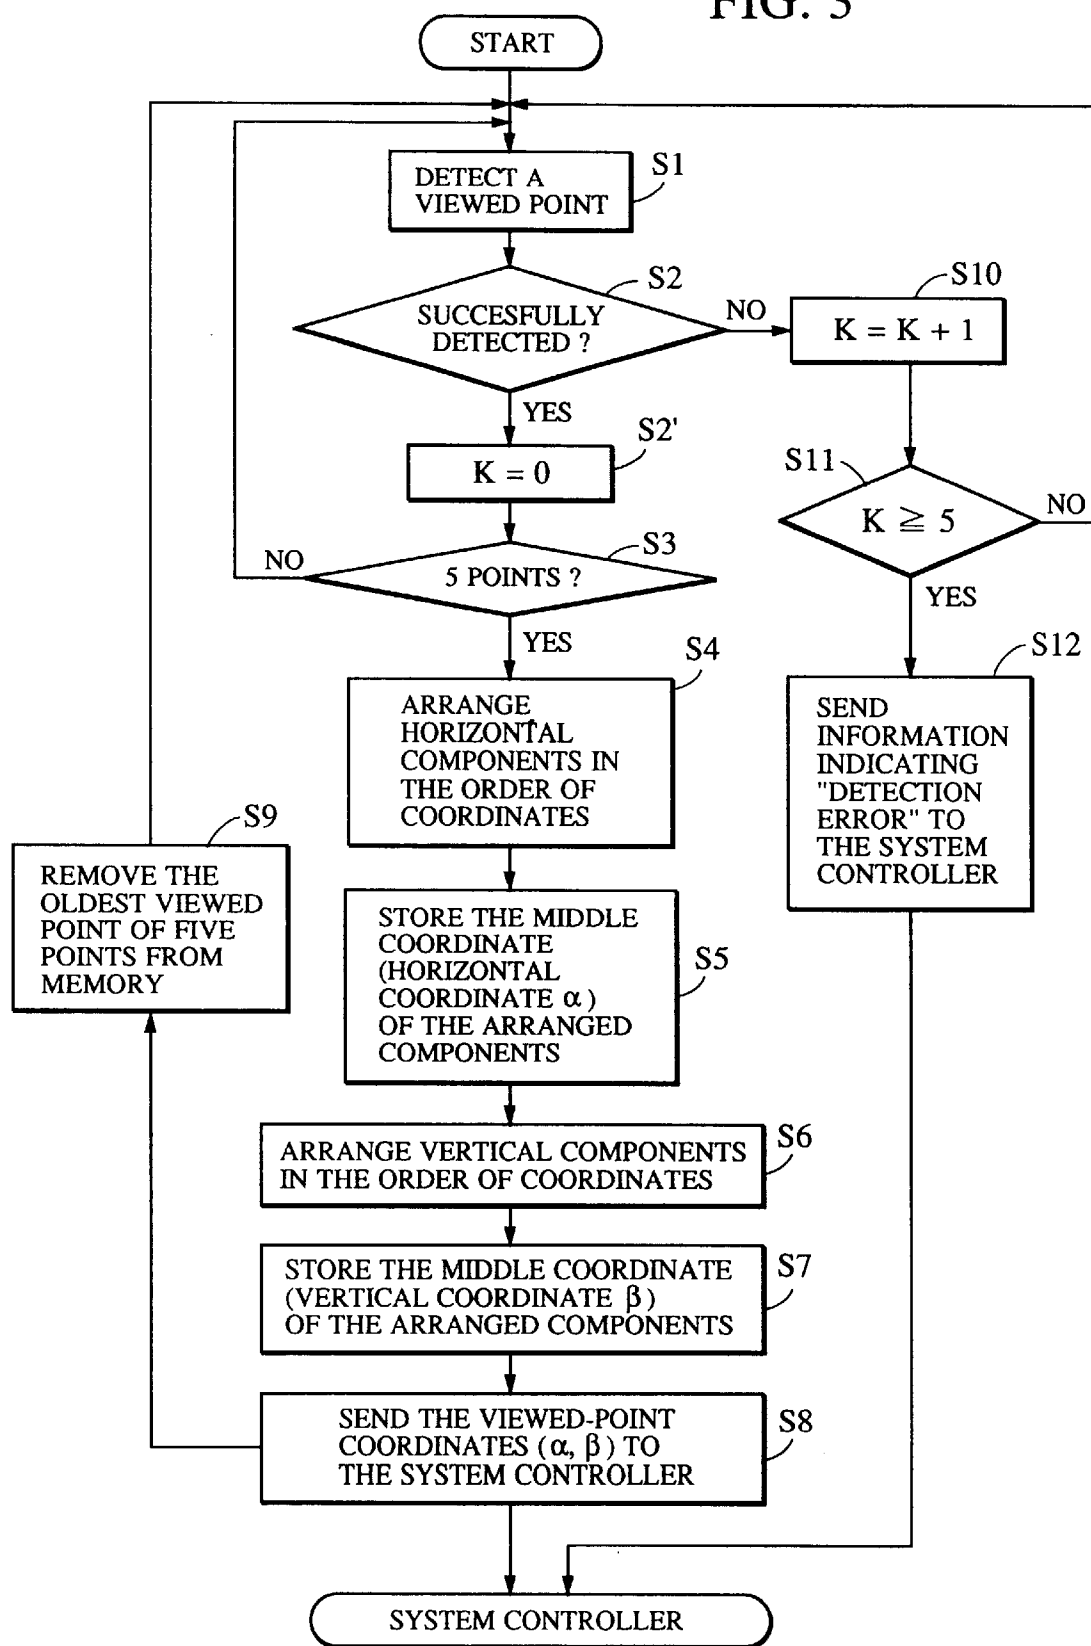 FIG. 3
START
S1
DETECT A
VIEWED POINT
S2
SUCCESFULLY
DETECTED ?
NO
S10
K = K + 1
YES
S2'
K = 0
S11
K ≧ 5
NO
S3
5 POINTS ?
NO
YES
YES
S4
ARRANGE
HORIZONTAL
COMPONENTS IN
THE ORDER OF
COORDINATES
S12
SEND
INFORMATION
INDICATING
"DETECTION
ERROR" TO
THE SYSTEM
CONTROLLER
S9
REMOVE THE
OLDEST VIEWED
POINT OF FIVE
POINTS FROM
MEMORY
S5
STORE THE MIDDLE
COORDINATE
(HORIZONTAL
COORDINATE α)
OF THE ARRANGED
COMPONENTS
S6
ARRANGE VERTICAL COMPONENTS
IN THE ORDER OF COORDINATES
S7
STORE THE MIDDLE COORDINATE
(VERTICAL COORDINATE β)
OF THE ARRANGED COMPONENTS
S8
SEND THE VIEWED-POINT
COORDINATES (α, β) TO
THE SYSTEM CONTROLLER
SYSTEM CONTROLLER